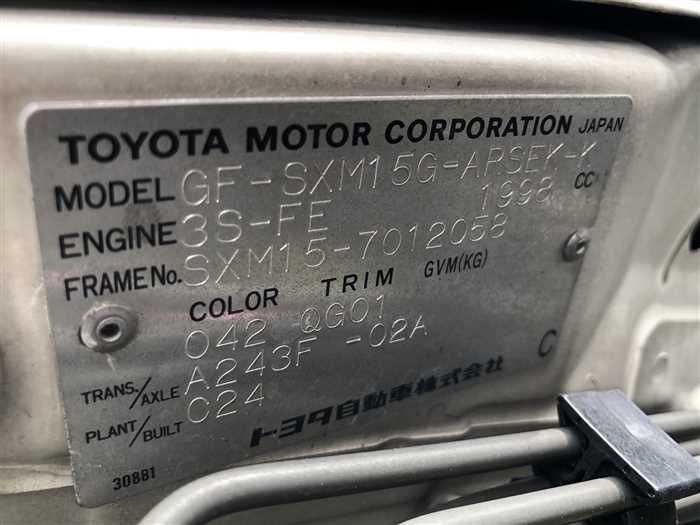 TOYOTA MOTOR CORPORATION JAPAN
MODEL GF-SXM15G-APSEK-K
ENGINE 3S-FE 1998 CC
FRAME No. SXM15-7012058
COLOR TRIM GVM(KG)
042 QG01
TRANS./AXLE A243F -02A
PLANT/BUILT C24 C
トヨタ自動車株式会社
30881